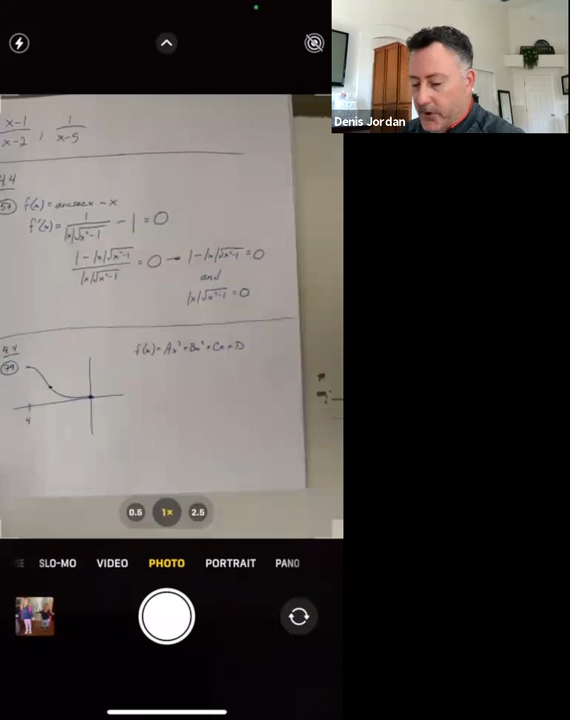 Denis Jordan
x-1/x-2 , 1/x-5
4.4
57 f(x) = arcsecx - x
f'(x) = 1/|x|√x²-1 - 1 = 0
1-|x|√x²-1/|x|√x²-1 = 0 → 1-|x|√x²-1 = 0
and
|x|√x²-1 = 0
4.4
79 f(x) = Ax³+Bx²+Cx+D
4
0.5 1× 2.5
SLO-MO VIDEO PHOTO PORTRAIT PANO